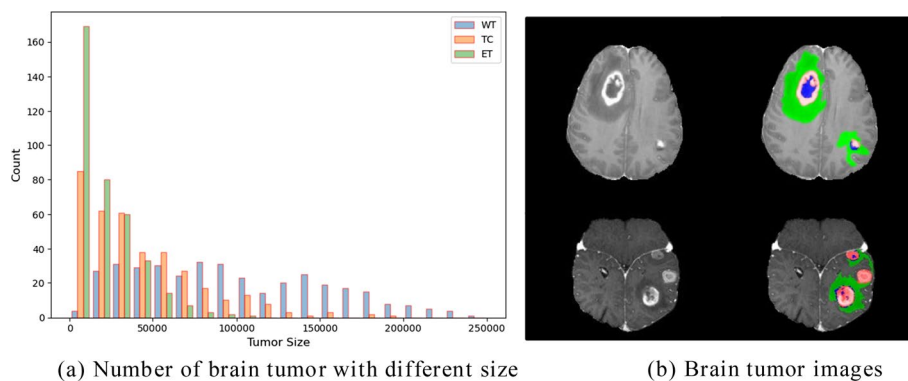 160
140
120
100
80
60
40
20
0
Count
WT
TC
ET
0 50000 100000 150000 200000 250000
Tumor Size
(a) Number of brain tumor with different size
(b) Brain tumor images